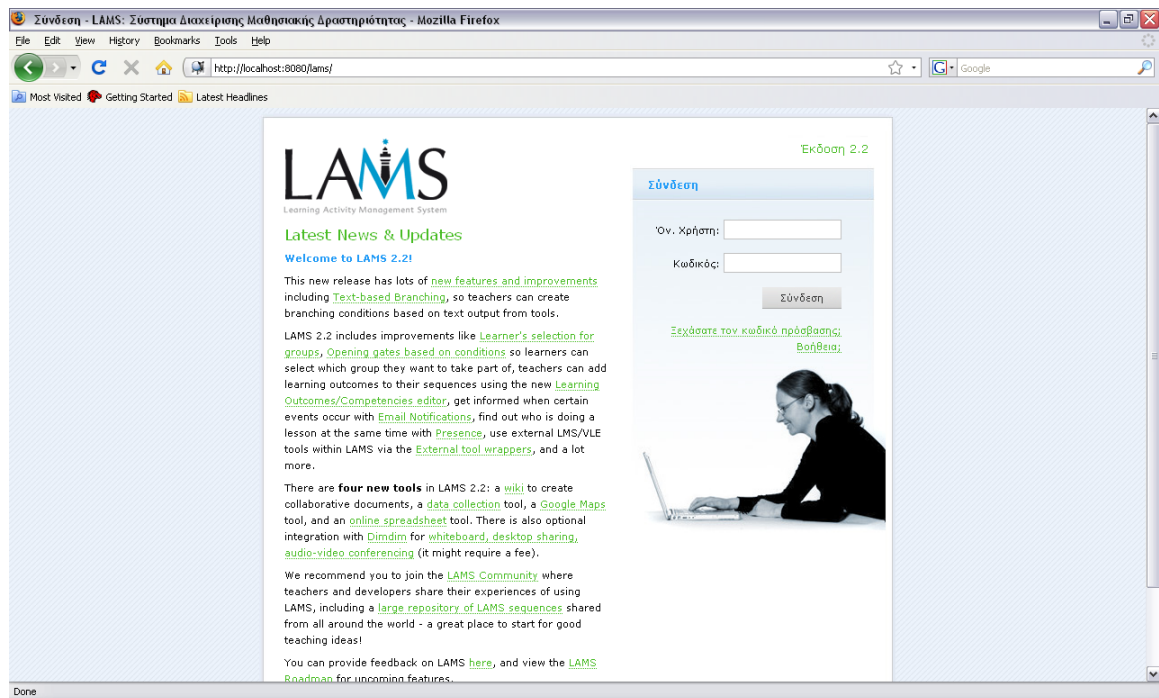 Σύνδεση - LAMS: Σύστημα Διαχείρισης Μαθησιακής Δραστηριότητας - Mozilla Firefox
File Edit View History Bookmarks Tools Help
http://localhost:8080/lams/
Google
Most Visited Getting Started Latest Headlines
LAMS
Learning Activity Management System
Έκδοση 2.2
Latest News & Updates
Welcome to LAMS 2.2!
This new release has lots of new features and improvements
including Text-based Branching, so teachers can create
branching conditions based on text output from tools.
LAMS 2.2 includes improvements like Learner's selection for
groups, Opening gates based on conditions so learners can
select which group they want to take part of, teachers can add
learning outcomes to their sequences using the new Learning
Outcomes/Competencies editor, get informed when certain
events occur with Email Notifications, find out who is doing a
lesson at the same time with Presence, use external LMS/VLE
tools within LAMS via the External tool wrappers, and a lot
more.
There are four new tools in LAMS 2.2: a wiki to create
collaborative documents, a data collection tool, a Google Maps
tool, and an online spreadsheet tool. There is also optional
integration with Dimdim for whiteboard, desktop sharing,
audio-video conferencing (it might require a fee).
We recommend you to join the LAMS Community where
teachers and developers share their experiences of using
LAMS, including a large repository of LAMS sequences shared
from all around the world - a great place to start for good
teaching ideas!
You can provide feedback on LAMS here, and view the LAMS
Roadmap for upcoming features.
Σύνδεση
Όν. Χρήστη:
Κωδικός:
Σύνδεση
Ξεχάσατε τον κωδικό πρόσβασης;
Βοήθεια;
Done